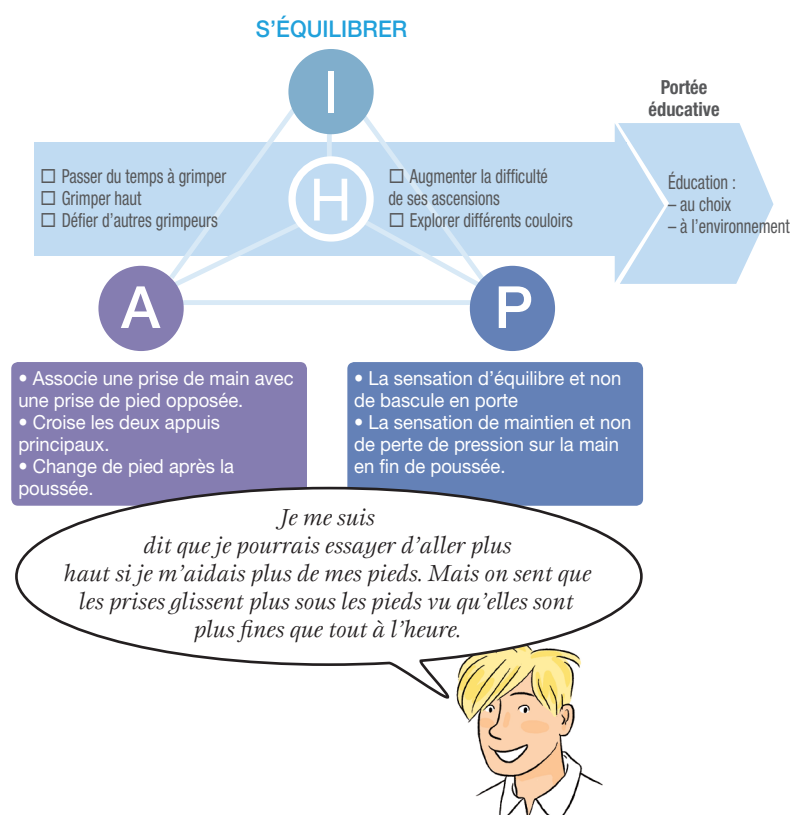 S'ÉQUILIBRER
I
Portée
éducative
☐ Passer du temps à grimper
☐ Grimper haut
☐ Défier d'autres grimpeurs
H
☐ Augmenter la difficulté
de ses ascensions
☐ Explorer différents couloirs
Éducation :
– au choix
– à l'environnement
A
P
• Associe une prise de main avec
une prise de pied opposée.
• Croise les deux appuis
principaux.
• Change de pied après la
poussée.
• La sensation d'équilibre et non
de bascule en porte
• La sensation de maintien et non
de perte de pression sur la main
en fin de poussée.
Je me suis
dit que je pourrais essayer d'aller plus
haut si je m'aidais plus de mes pieds. Mais on sent que
les prises glissent plus sous les pieds vu qu'elles sont
plus fines que tout à l'heure.